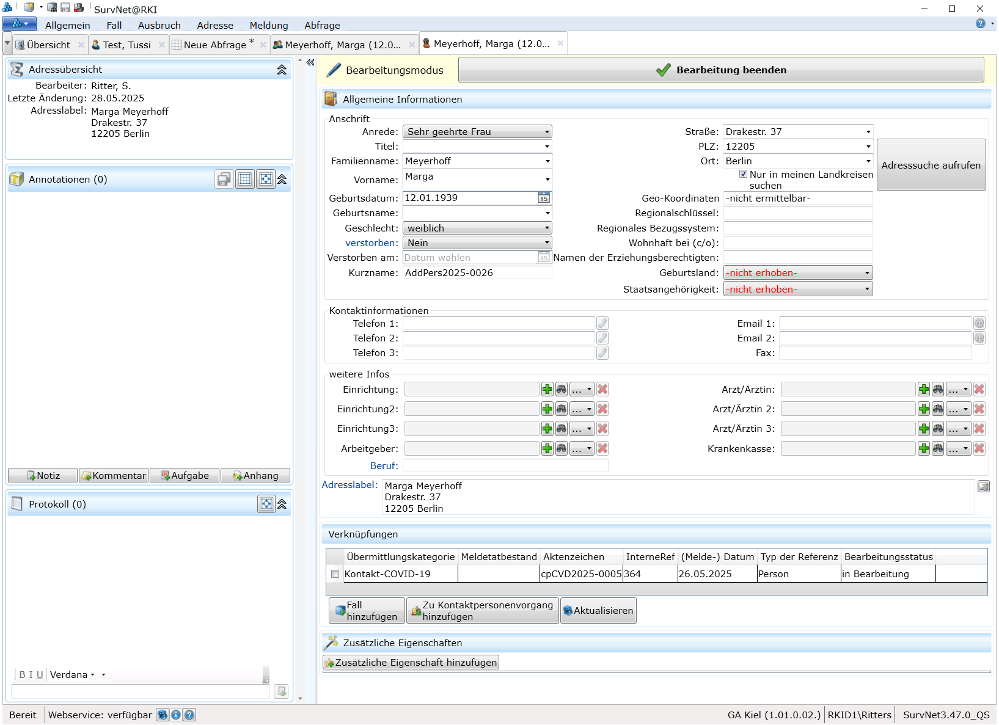 SurvNet@RKI
Allgemein Fall Ausbruch Adresse Meldung Abfrage
Übersicht Test, Tussi Neue Abfrage * Meyerhoff, Marga (12.0... Meyerhoff, Marga (12.0...
Adressübersicht
Bearbeiter: Ritter, S.
Letzte Änderung: 28.05.2025
Adresslabel: Marga Meyerhoff
Drakestr. 37
12205 Berlin
Annotationen (0)
Notiz Kommentar Aufgabe Anhang
Protokoll (0)
B I U Verdana
Bearbeitungsmodus Bearbeitung beenden
Allgemeine Informationen
Anschrift
Anrede: Sehr geehrte Frau
Titel:
Familienname: Meyerhoff
Vorname: Marga
Geburtsdatum: 12.01.1939 15
Geburtsname:
Geschlecht: weiblich
verstorben: Nein
Verstorben am: Datum wählen 15
Kurzname: AddPers2025-0026
Straße: Drakestr. 37
PLZ: 12205
Ort: Berlin
Adresssuche aufrufen
Nur in meinen Landkreisen
suchen
Geo-Koordinaten -nicht ermittelbar-
Regionalschlüssel:
Regionales Bezugssystem:
Wohnhaft bei (c/o):
Namen der Erziehungsberechtigten:
Geburtsland: -nicht erhoben-
Staatsangehörigkeit: -nicht erhoben-
Kontaktinformationen
Telefon 1: Email 1: @
Telefon 2: Email 2: @
Telefon 3: Fax:
weitere Infos
Einrichtung: ... Arzt/Ärztin: ...
Einrichtung2: ... Arzt/Ärztin 2: ...
Einrichtung3: ... Arzt/Ärztin 3: ...
Arbeitgeber: ... Krankenkasse: ...
Beruf:
Adresslabel: Marga Meyerhoff
Drakestr. 37
12205 Berlin
Verknüpfungen
Übermittlungskategorie Meldetatbestand Aktenzeichen InterneRef (Melde-) Datum Typ der Referenz Bearbeitungsstatus
Kontakt-COVID-19 cpCVD2025-0005 364 26.05.2025 Person in Bearbeitung
Fall
hinzufügen
Zu Kontaktpersonenvorgang
hinzufügen
Aktualisieren
Zusätzliche Eigenschaften
Zusätzliche Eigenschaft hinzufügen
Bereit Webservice: verfügbar GA Kiel (1.01.0.02.) RKID1\Ritters SurvNet3.47.0_QS